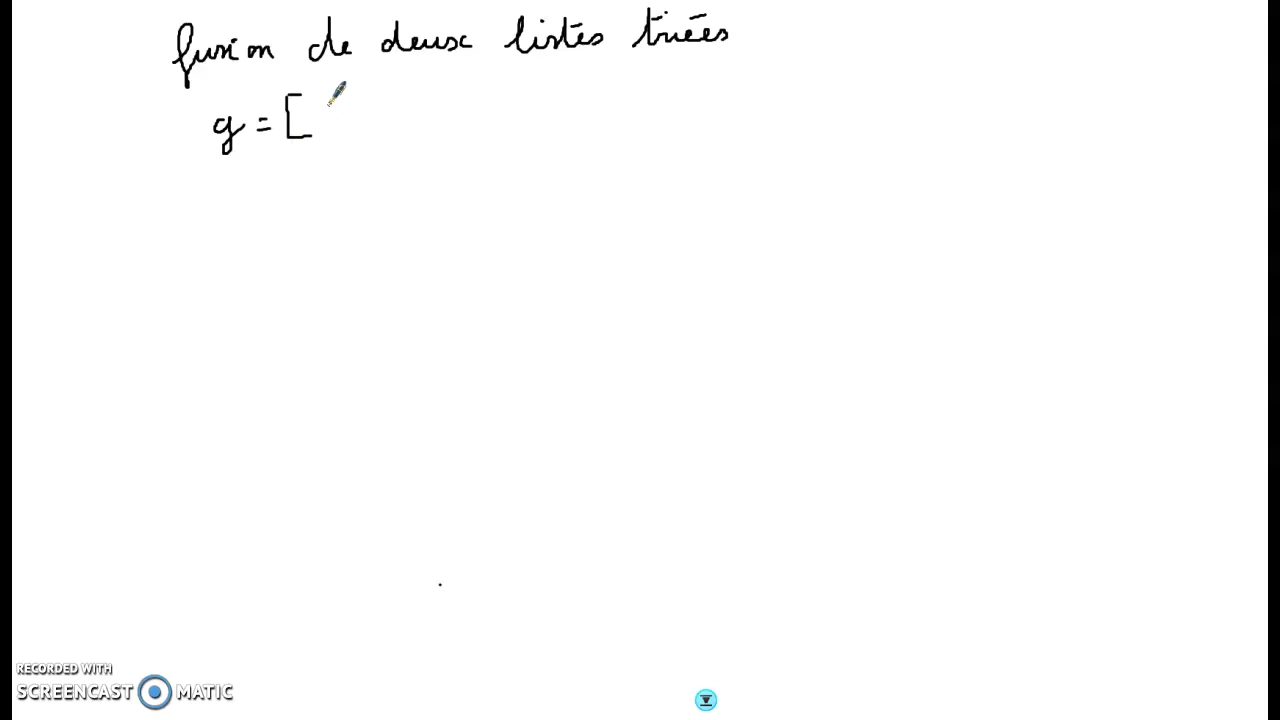 fusion de deux listes triées
g = [
RECORDED WITH
SCREENCAST MATIC